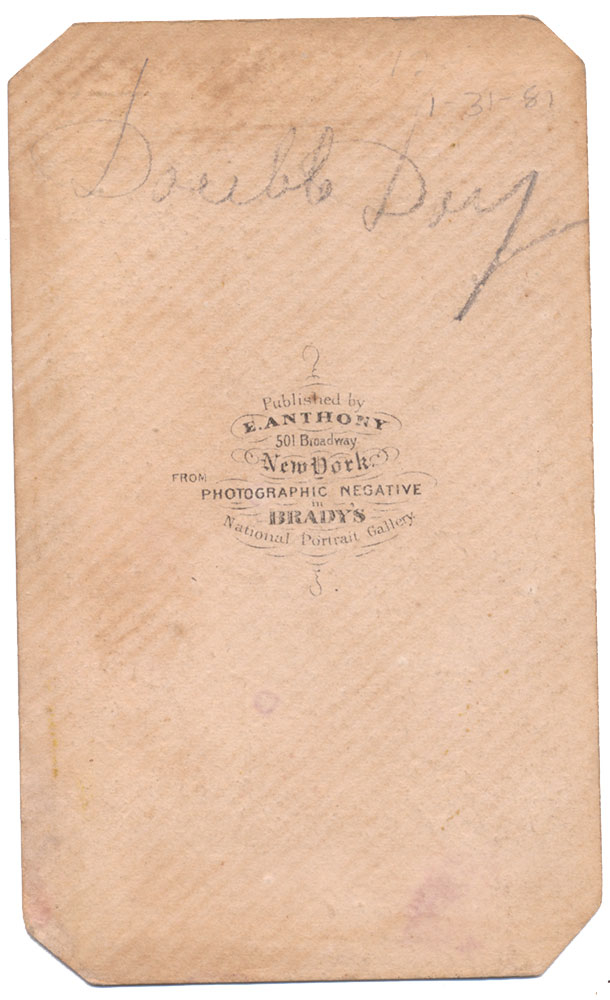 1-31-81
Double Day
Published by
E. ANTHONY
501 Broadway
New York.
FROM
PHOTOGRAPHIC NEGATIVE
in
BRADY'S
National Portrait Gallery.